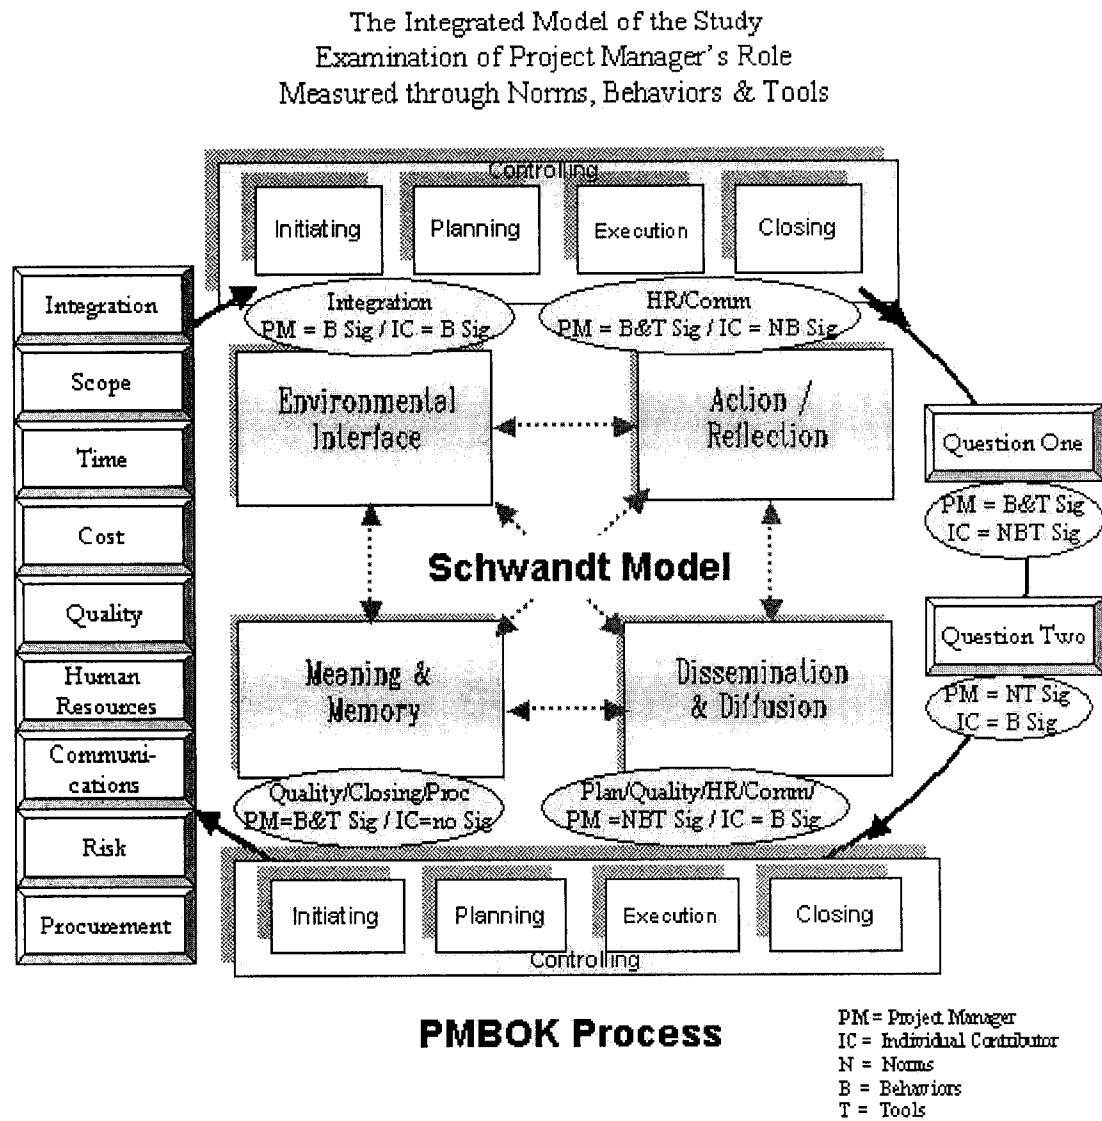 The Integrated Model of the Study
Examination of Project Manager's Role
Measured through Norms, Behaviors & Tools
Controlling
Initiating
Planning
Execution
Closing
Integration
Scope
Time
Cost
Quality
Human
Resources
Communi-
cations
Risk
Procurement
Integration
PM = B Sig / IC = B Sig
HR/Comm
PM = B&T Sig / IC = NB Sig
Environmental
Interface
Action /
Reflection
Question One
PM = B&T Sig
IC = NBT Sig
Schwandt Model
Question Two
PM = NT Sig
IC = B Sig
Meaning &
Memory
Dissemination
& Diffusion
Quality/Closing/Proc
PM=B&T Sig / IC=no Sig
Plan/Quality/HR/Comm/
PM =NBT Sig / IC = B Sig
Initiating
Planning
Execution
Closing
Controlling
PMBOK Process
PM = Project Manager
IC = Individual Contributor
N = Norms
B = Behaviors
T = Tools